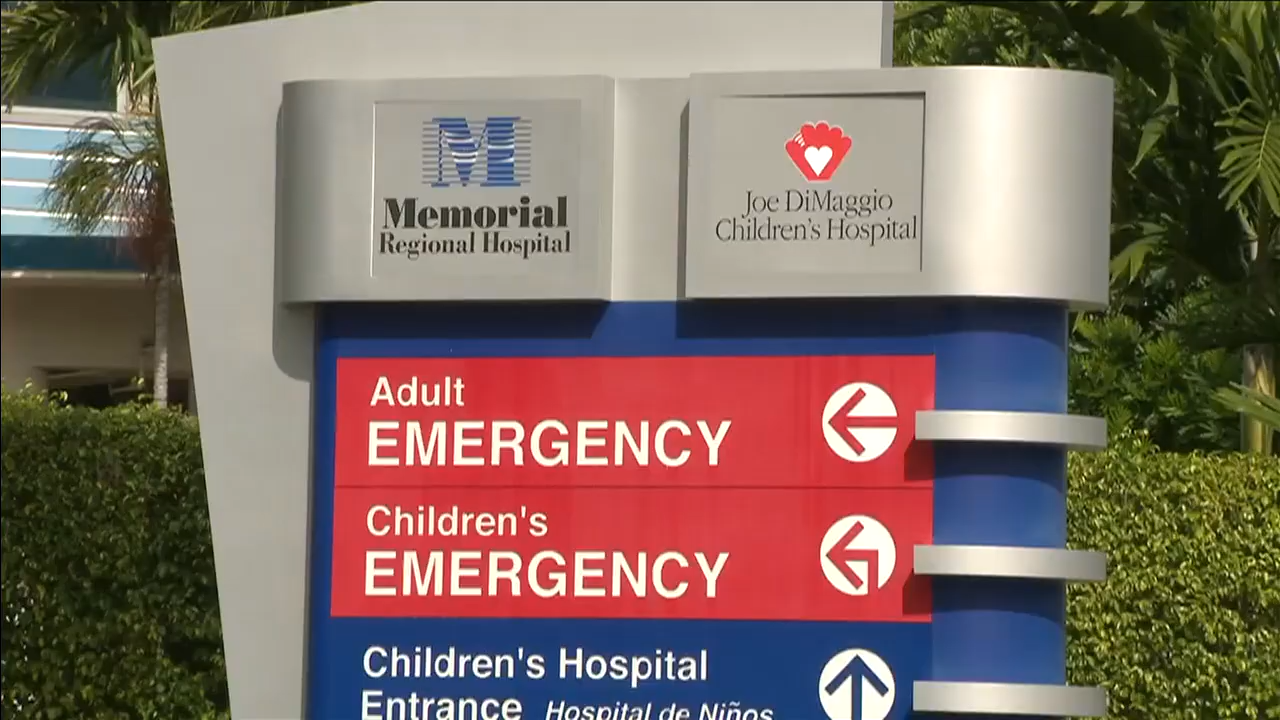 M
Memorial
Regional Hospital
Joe DiMaggio
Children's Hospital
Adult
EMERGENCY
Children's
EMERGENCY
Children's Hospital
Entrance Hospital de Niños